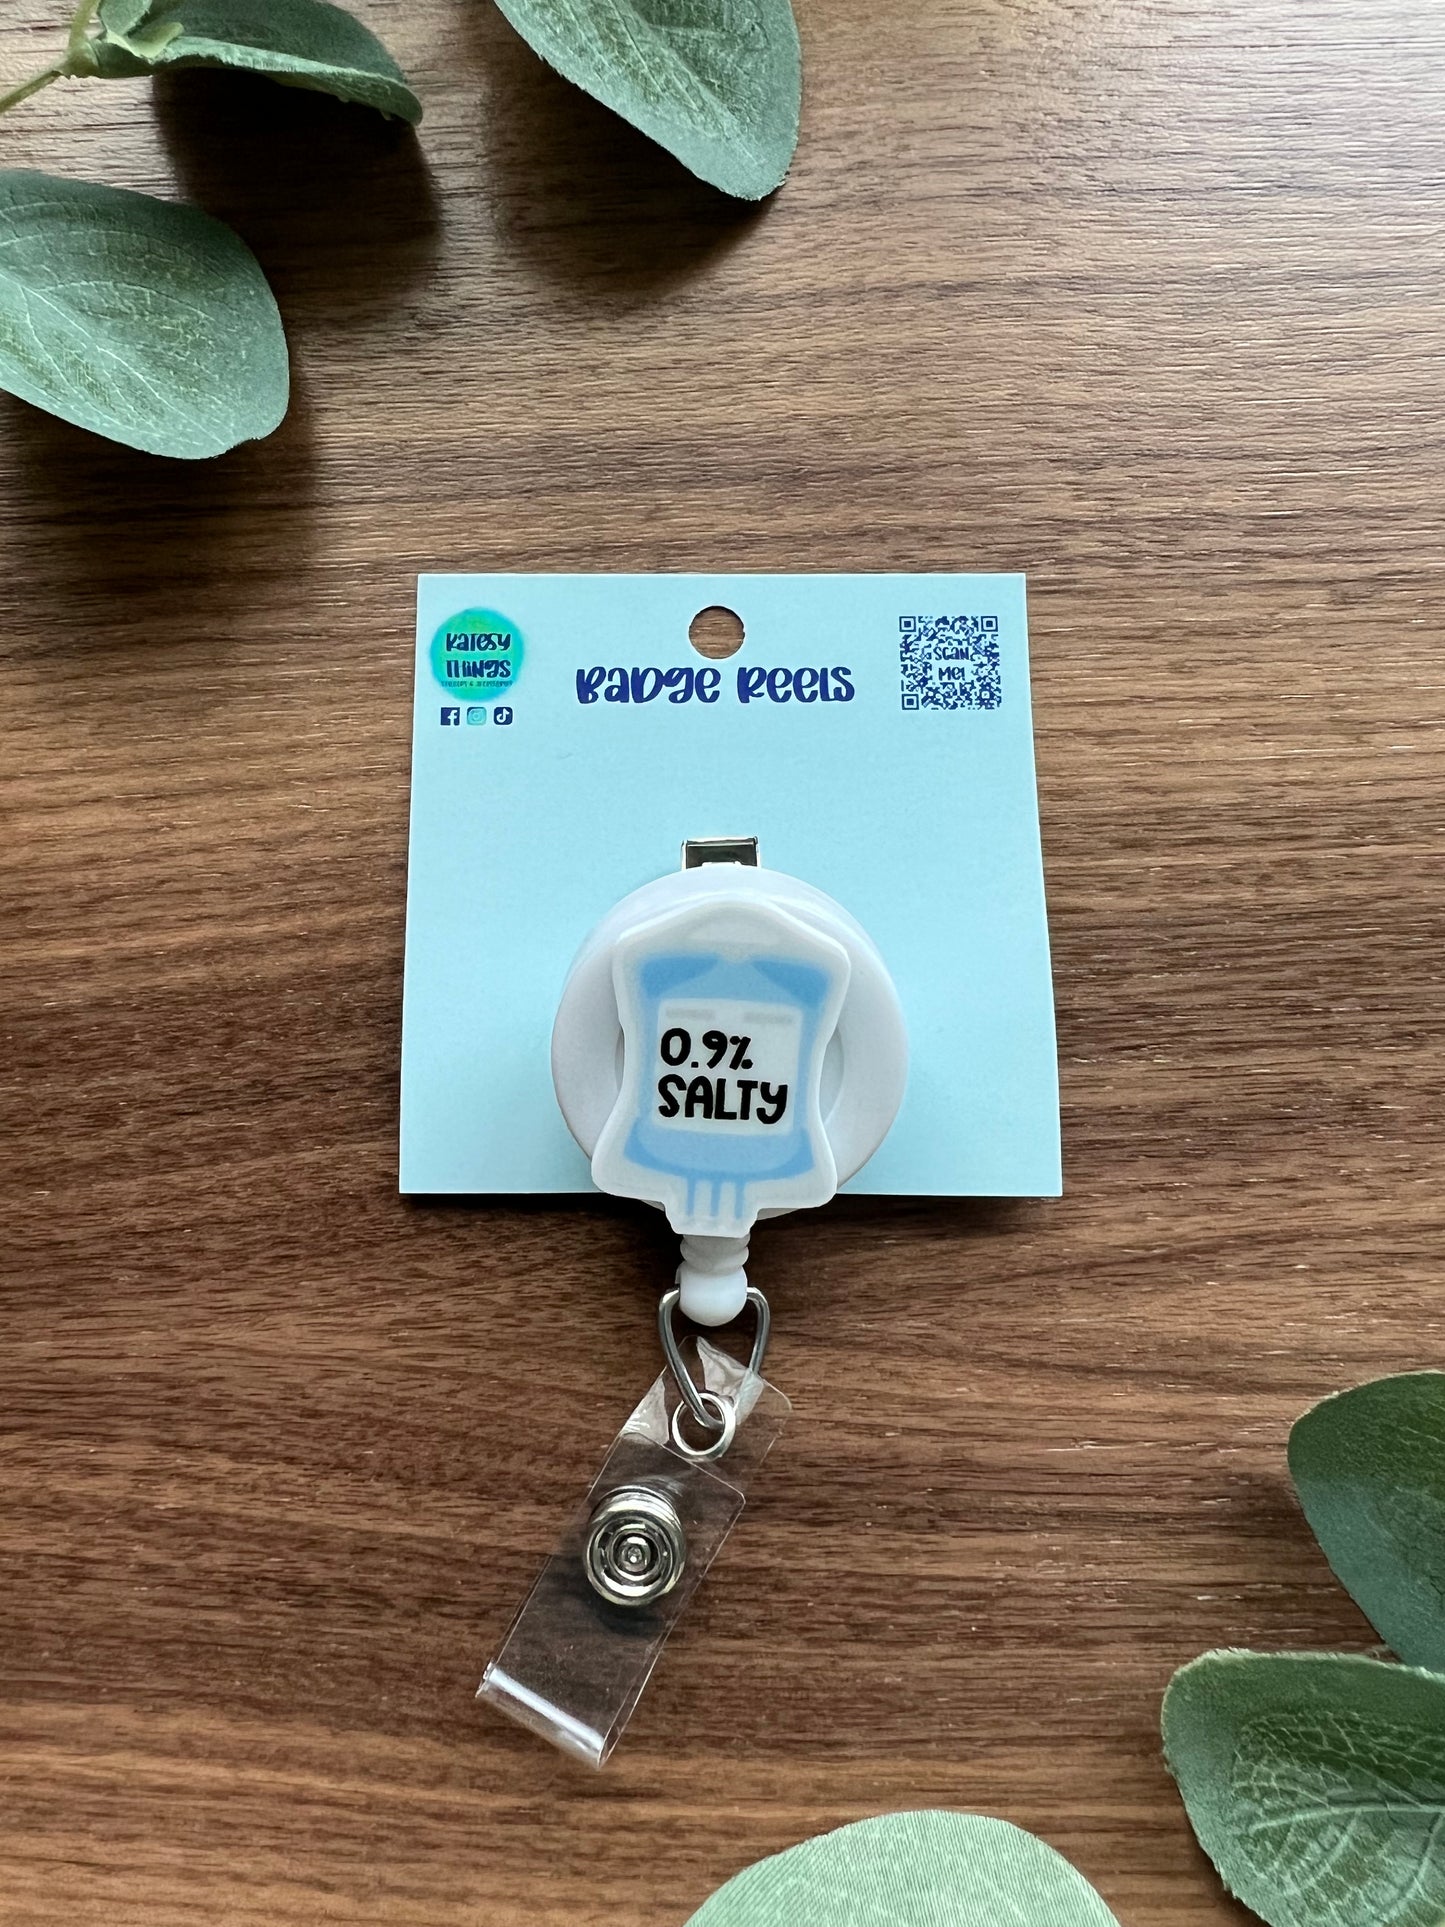 KATESY
THINGS
BADGE REELS
SCAN
ME!
0.9%
SALTY